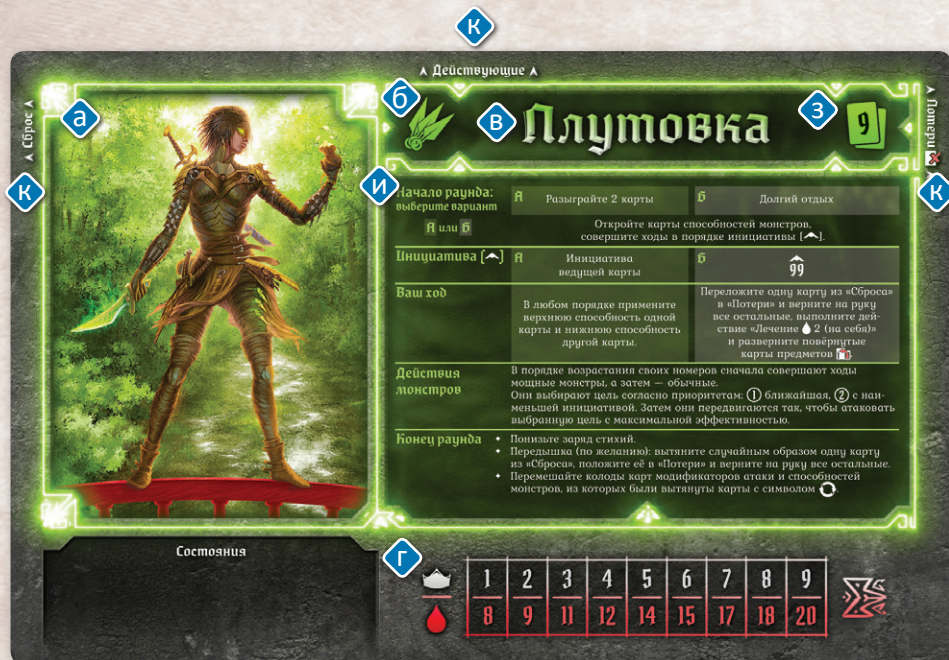 к
▲ Действующие ▲
▲ Сброс ▲
▲ Потери ▲
а
б
в
Плутовка
з
9
к
и
к
Начало раунда:
выберите вариант
А или Б
А Разыграйте 2 карты
Б Долгий отдых
Откройте карты способностей монстров,
совершите ходы в порядке инициативы [ ].
Инициатива [ ]
А Инициатива
ведущей карты
Б 99
Ваш ход
В любом порядке примените
верхнюю способность одной
карты и нижнюю способность
другой карты.
Переложите одну карту из «Сброса»
в «Потери» и верните на руку
все остальные, выполните дей-
ствие «Лечение 2 (на себя)»
и разверните повёрнутые
карты предметов .
Действия
монстров
В порядке возрастания своих номеров сначала совершают ходы
мощные монстры, а затем — обычные.
Они выбирают цель согласно приоритетам: ① ближайшая, ② с наи-
меньшей инициативой. Затем они передвигаются так, чтобы атаковать
выбранную цель с максимальной эффективностью.
Конец раунда
✦ Понизьте заряд стихий.
✦ Передышка (по желанию): вытяните случайным образом одну карту
из «Сброса», положите её в «Потери» и верните на руку все остальные.
✦ Перемешайте колоды карт модификаторов атаки и способностей
монстров, из которых были вытянуты карты с символом .
Состояния
г
1 2 3 4 5 6 7 8 9
8 9 11 12 14 15 17 18 20